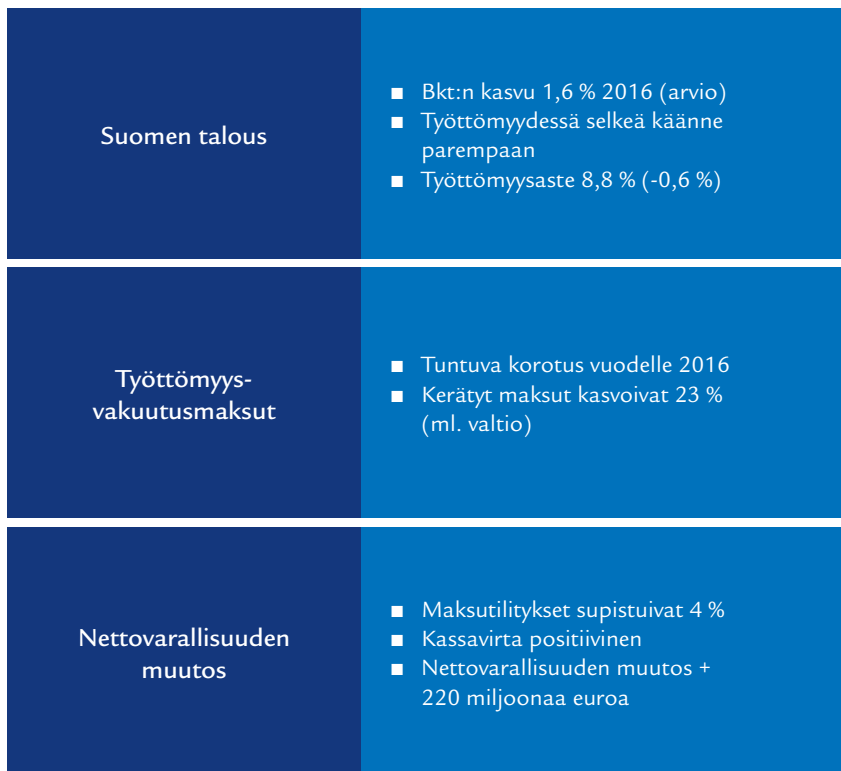 Suomen talous
■ Bkt:n kasvu 1,6 % 2016 (arvio)
■ Työttömyydessä selkeä käänne
parempaan
■ Työttömyysaste 8,8 % (-0,6 %)
Työttömyys-
vakuutusmaksut
■ Tuntuva korotus vuodelle 2016
■ Kerätyt maksut kasvoivat 23 %
(ml. valtio)
Nettovarallisuuden
muutos
■ Maksutilitykset supistuivat 4 %
■ Kassavirta positiivinen
■ Nettovarallisuuden muutos +
220 miljoonaa euroa